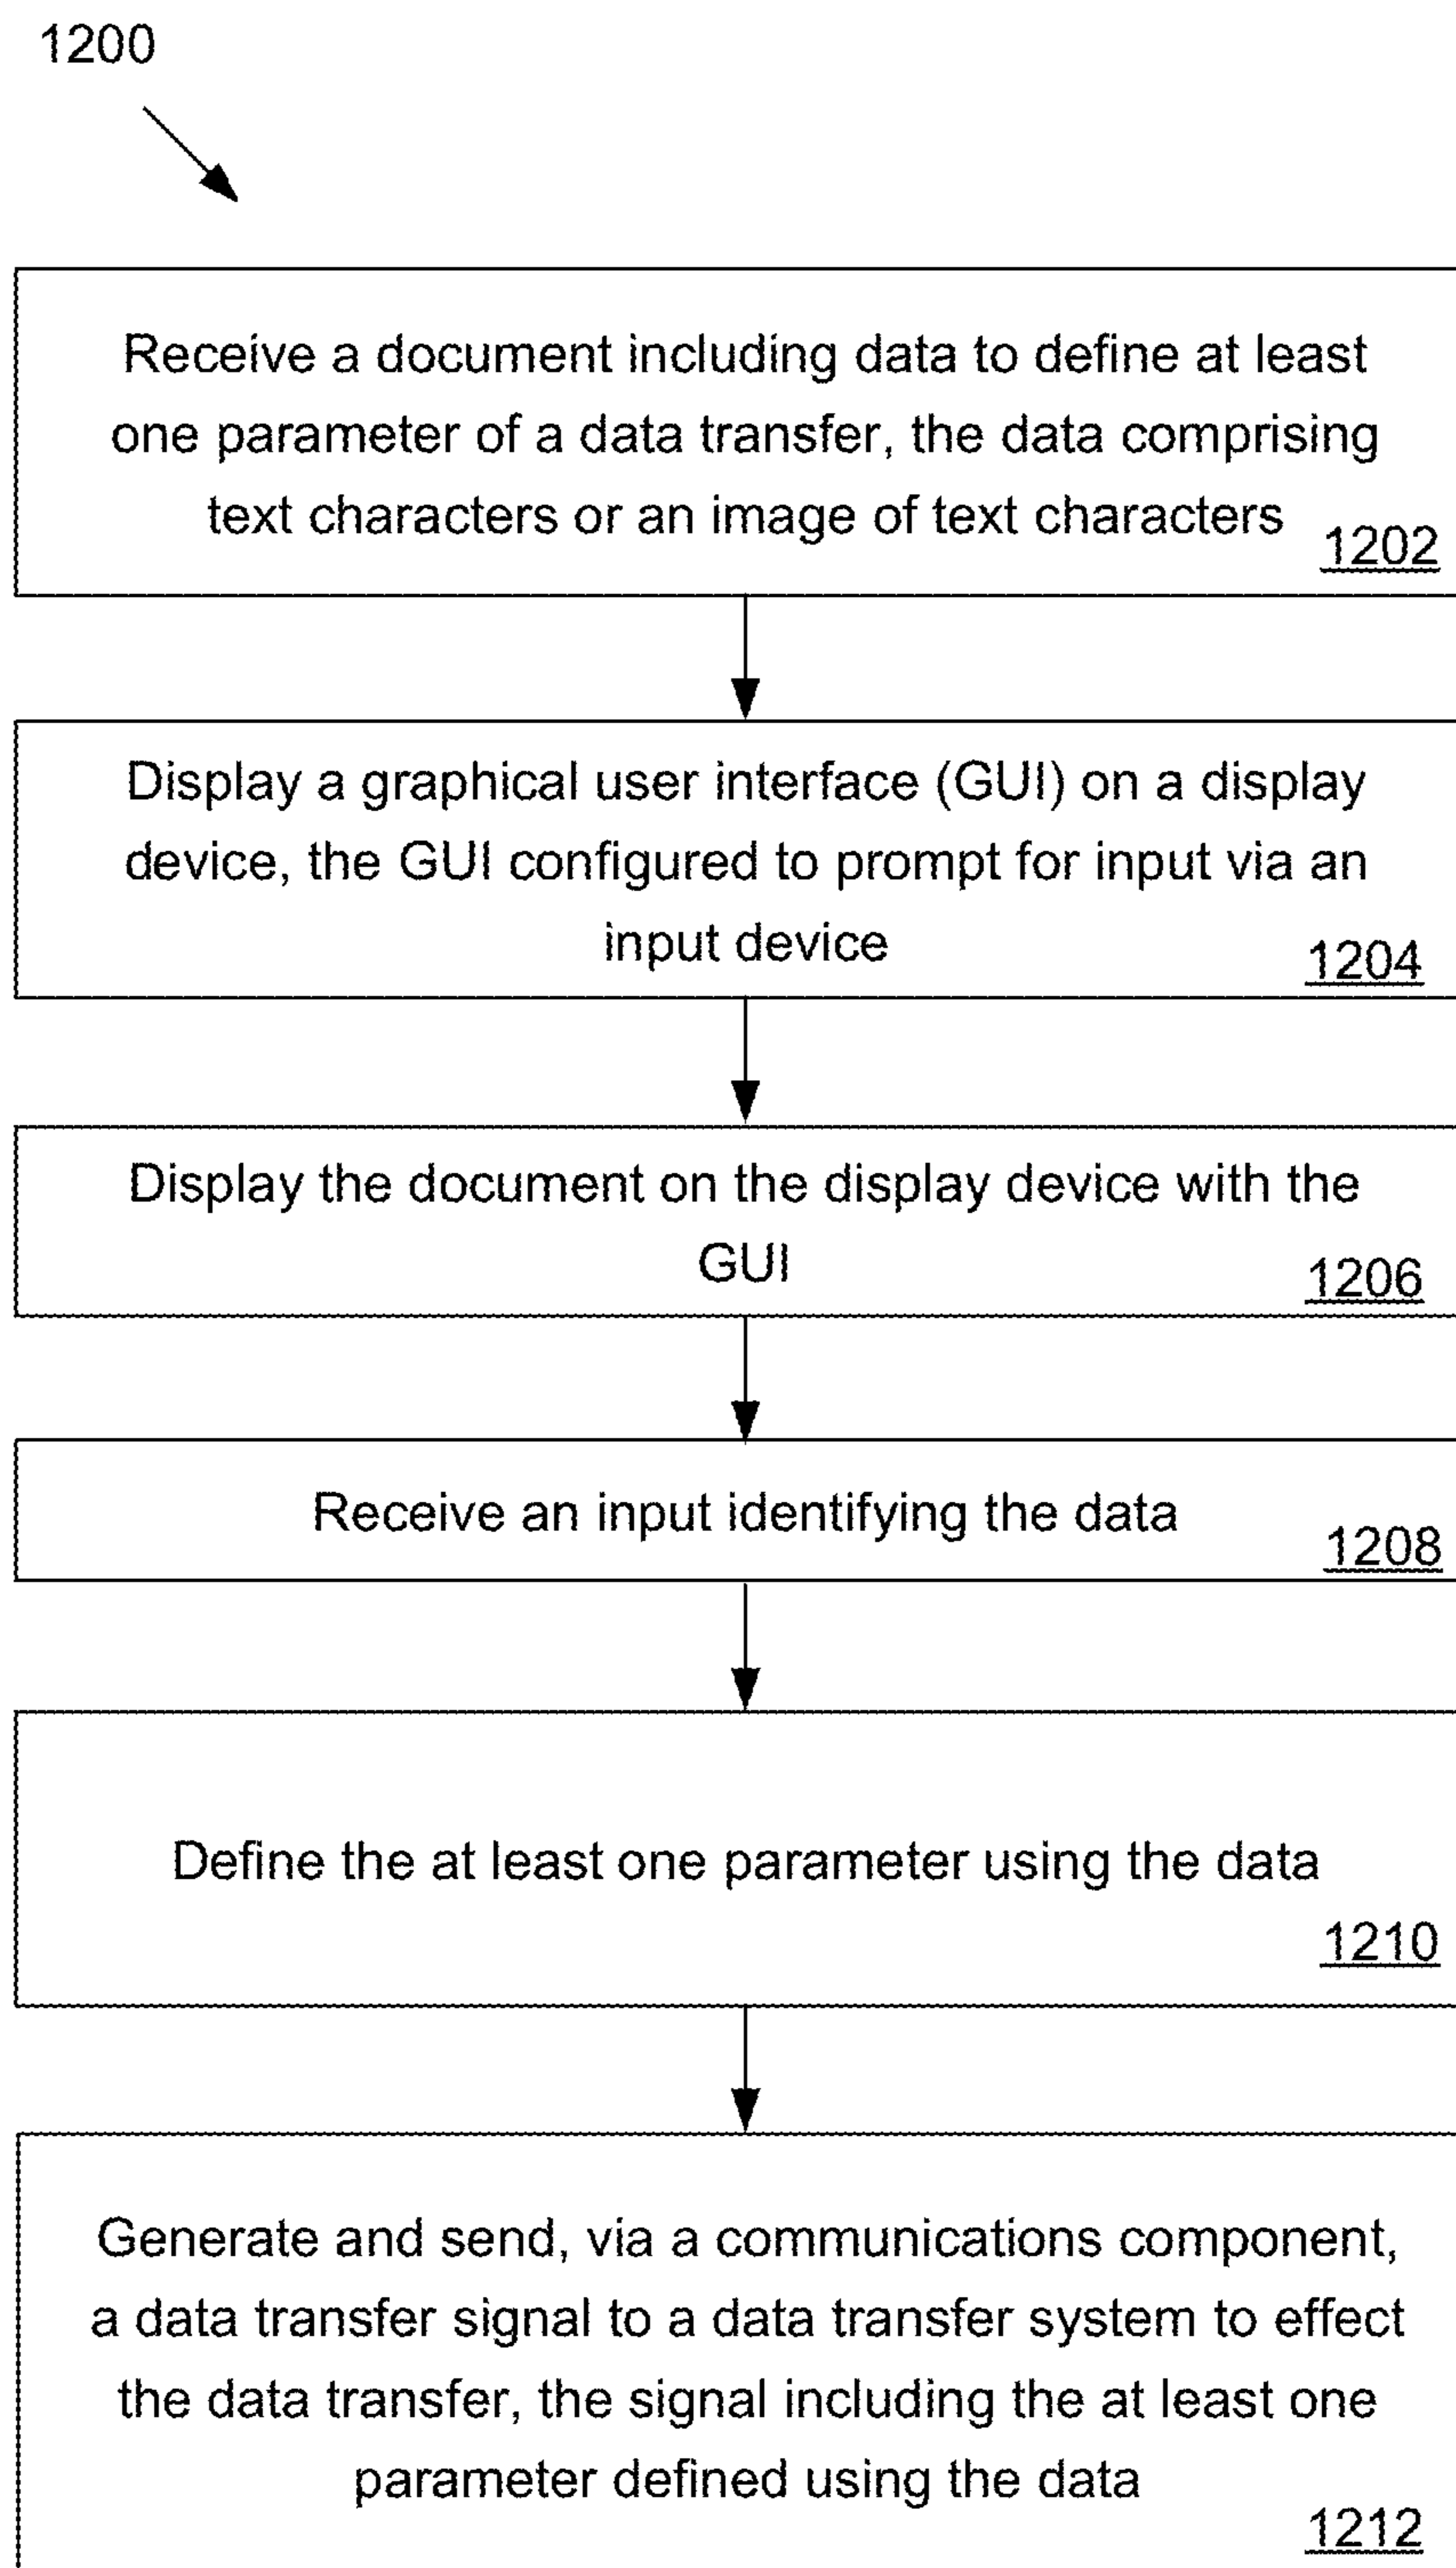 1200
Receive a document including data to define at least
one parameter of a data transfer, the data comprising
text characters or an image of text characters
1202
Display a graphical user interface (GUI) on a display
device, the GUI configured to prompt for input via an
input device
1204
Display the document on the display device with the
GUI
1206
Receive an input identifying the data
1208
Define the at least one parameter using the data
1210
Generate and send, via a communications component,
a data transfer signal to a data transfer system to effect
the data transfer, the signal including the at least one
parameter defined using the data
1212